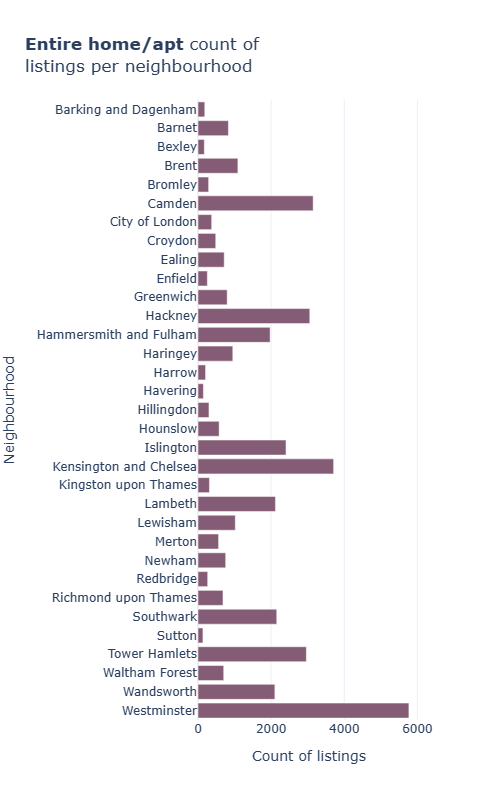 Entire home/apt count of
listings per neighbourhood
Barking and Dagenham
Barnet
Bexley
Brent
Bromley
Camden
City of London
Croydon
Ealing
Enfield
Greenwich
Hackney
Hammersmith and Fulham
Haringey
Harrow
Havering
Hillingdon
Hounslow
Islington
Kensington and Chelsea
Kingston upon Thames
Lambeth
Lewisham
Merton
Newham
Redbridge
Richmond upon Thames
Southwark
Sutton
Tower Hamlets
Waltham Forest
Wandsworth
Westminster
Neighbourhood
0 2000 4000 6000
Count of listings